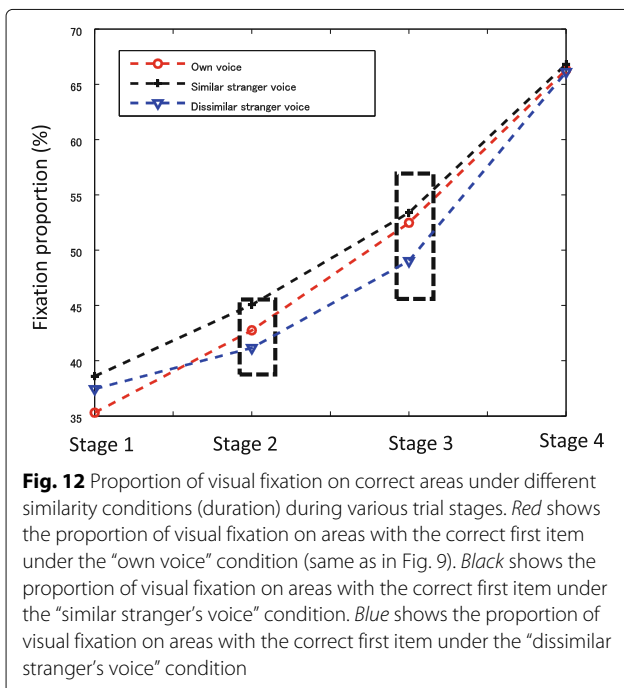 70
65
60
55
50
45
40
35
Fixation proportion (%)
Own voice
Similar stranger voice
Dissimilar stranger voice
Stage 1
Stage 2
Stage 3
Stage 4
Fig. 12 Proportion of visual fixation on correct areas under different
similarity conditions (duration) during various trial stages. Red shows
the proportion of visual fixation on areas with the correct first item
under the “own voice” condition (same as in Fig. 9). Black shows the
proportion of visual fixation on areas with the correct first item under
the “similar stranger’s voice” condition. Blue shows the proportion of
visual fixation on areas with the correct first item under the “dissimilar
stranger’s voice” condition